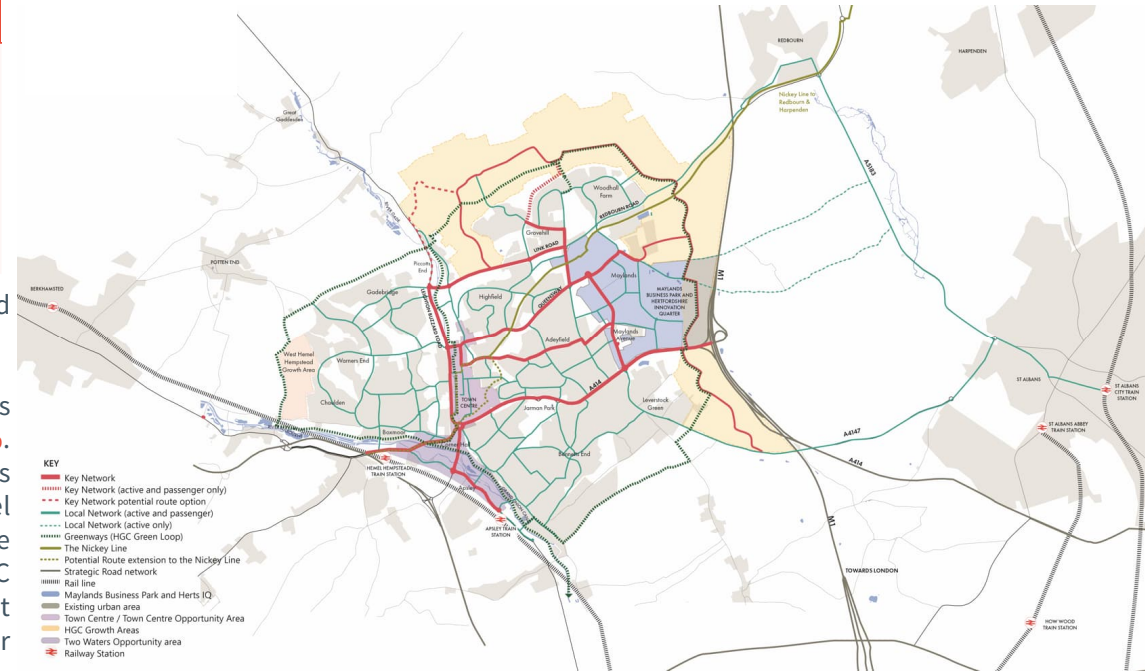 REDBOURN
HARPENDEN
Nickey Line to
Redbourn &
Harpenden
Great
Gaddesden
A5183
Woodhall
Farm
REDBOURN ROAD
Grovehill
LINK ROAD
Piccotts
End
POTTEN END
Maylands
M1
BERKHAMSTED
Gadebridge
Highfield
QUEENSWAY
MAYLANDS
BUSINESS PARK AND
HERTFORDSHIRE
INNOVATION
QUARTER
LEIGHTON BUZZARD ROAD
Maylands
Avenue
Adeyfield
West Hemel
Hempstead
Growth Area
Warners End
ST ALBANS
ST ALBANS
CITY TRAIN
STATION
A414
Chaulden
TOWN
CENTRE
Jarman Park
Leverstock
Green
ST ALBANS ABBEY
TRAIN STATION
Boxmoor
A4147
A414
Bennetts End
HEMEL HEMPSTEAD
TRAIN STATION
Apsley
APSLEY TRAIN
STATION
M1
TOWARDS LONDON
HOW WOOD
TRAIN STATION
KEY
Key Network
Key Network (active and passenger only)
Key Network potential route option
Local Network (active and passenger)
Local Network (active only)
Greenways (HGC Green Loop)
The Nickey Line
Potential Route extension to the Nickey Line
Strategic Road network
Rail line
Maylands Business Park and Herts IQ
Existing urban area
Town Centre / Town Centre Opportunity Area
HGC Growth Areas
Two Waters Opportunity area
Railway Station